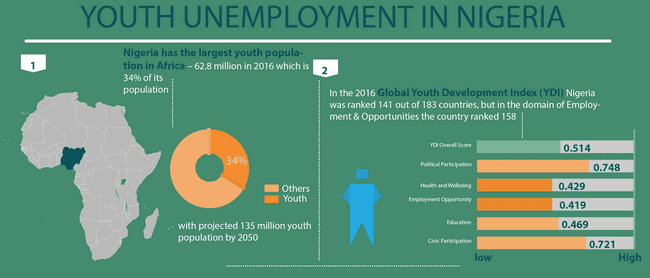 YOUTH UNEMPLOYMENT IN NIGERIA
1
Nigeria has the largest youth popula-
tion in Africa – 62.8 million in 2016 which is
34% of its
population
34%
Others
Youth
with projected 135 million youth
population by 2050
2
In the 2016 Global Youth Development Index (YDI) Nigeria
was ranked 141 out of 183 countries, but in the domain of Employ-
ment & Opportunities the country ranked 158
YDI Overall Score 0.514
Political Participation 0.748
Health and Wellbeing 0.429
Employment Opportunity 0.419
Education 0.469
Civic Participation 0.721
low High